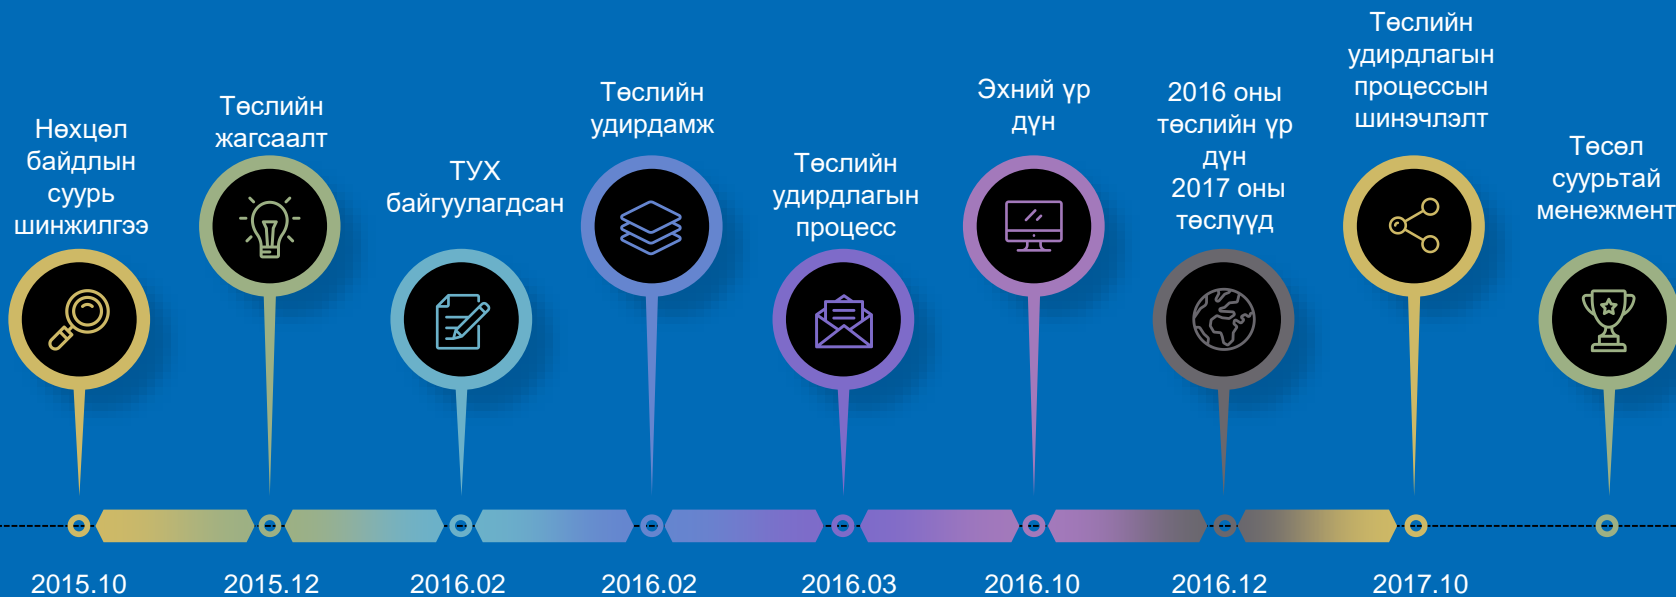 Нөхцөл
байдлын
суурь
шинжилгээ
Төслийн
жагсаалт
ТУХ
байгуулагдсан
Төслийн
удирдамж
Төслийн
удирдлагын
процесс
Эхний үр
дүн
2016 оны
төслийн үр
дүн
2017 оны
төслүүд
Төслийн
удирдлагын
процессын
шинэчлэлт
Төсөл
суурьтай
менежмент
2015.10
2015.12
2016.02
2016.02
2016.03
2016.10
2016.12
2017.10